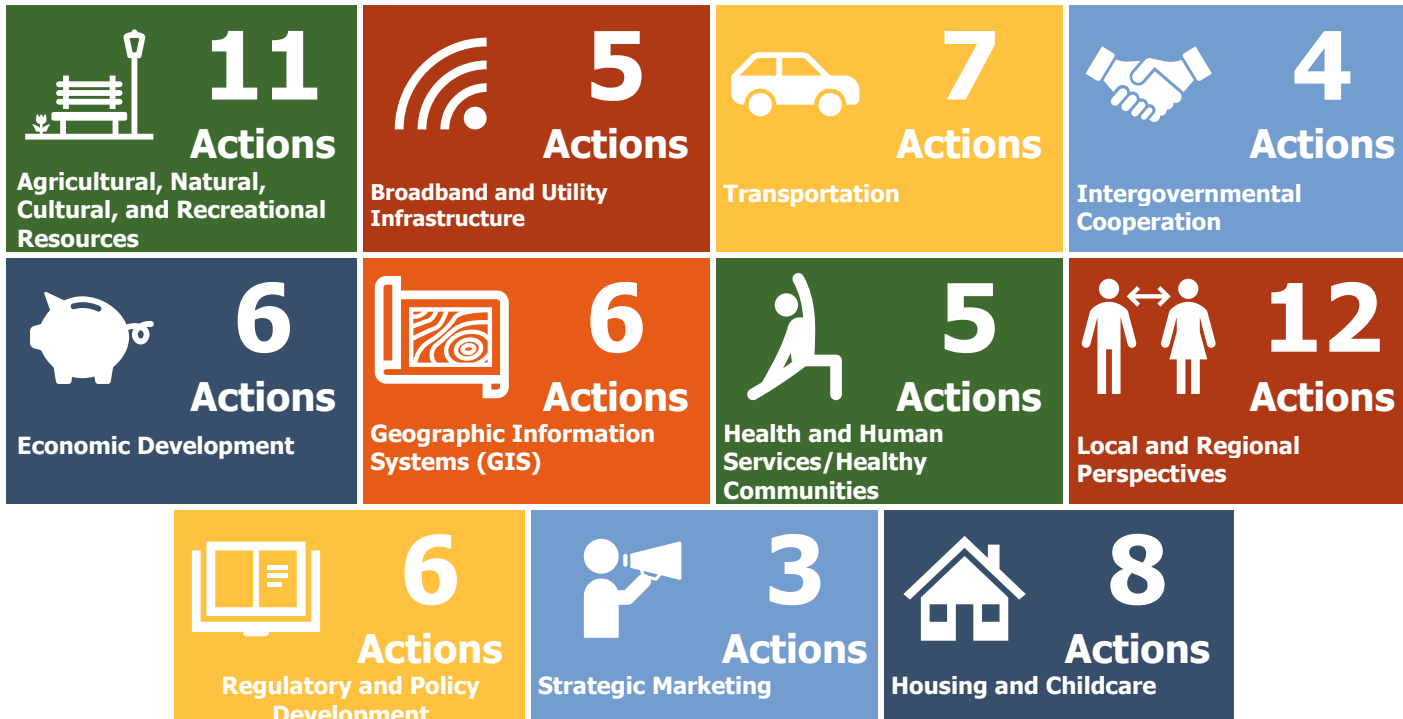 11
Actions
Agricultural, Natural,
Cultural, and Recreational
Resources
5
Actions
Broadband and Utility
Infrastructure
7
Actions
Transportation
4
Actions
Intergovernmental
Cooperation
6
Actions
Economic Development
6
Actions
Geographic Information
Systems (GIS)
5
Actions
Health and Human
Services/Healthy
Communities
12
Actions
Local and Regional
Perspectives
6
Actions
Regulatory and Policy
Development
3
Actions
Strategic Marketing
8
Actions
Housing and Childcare